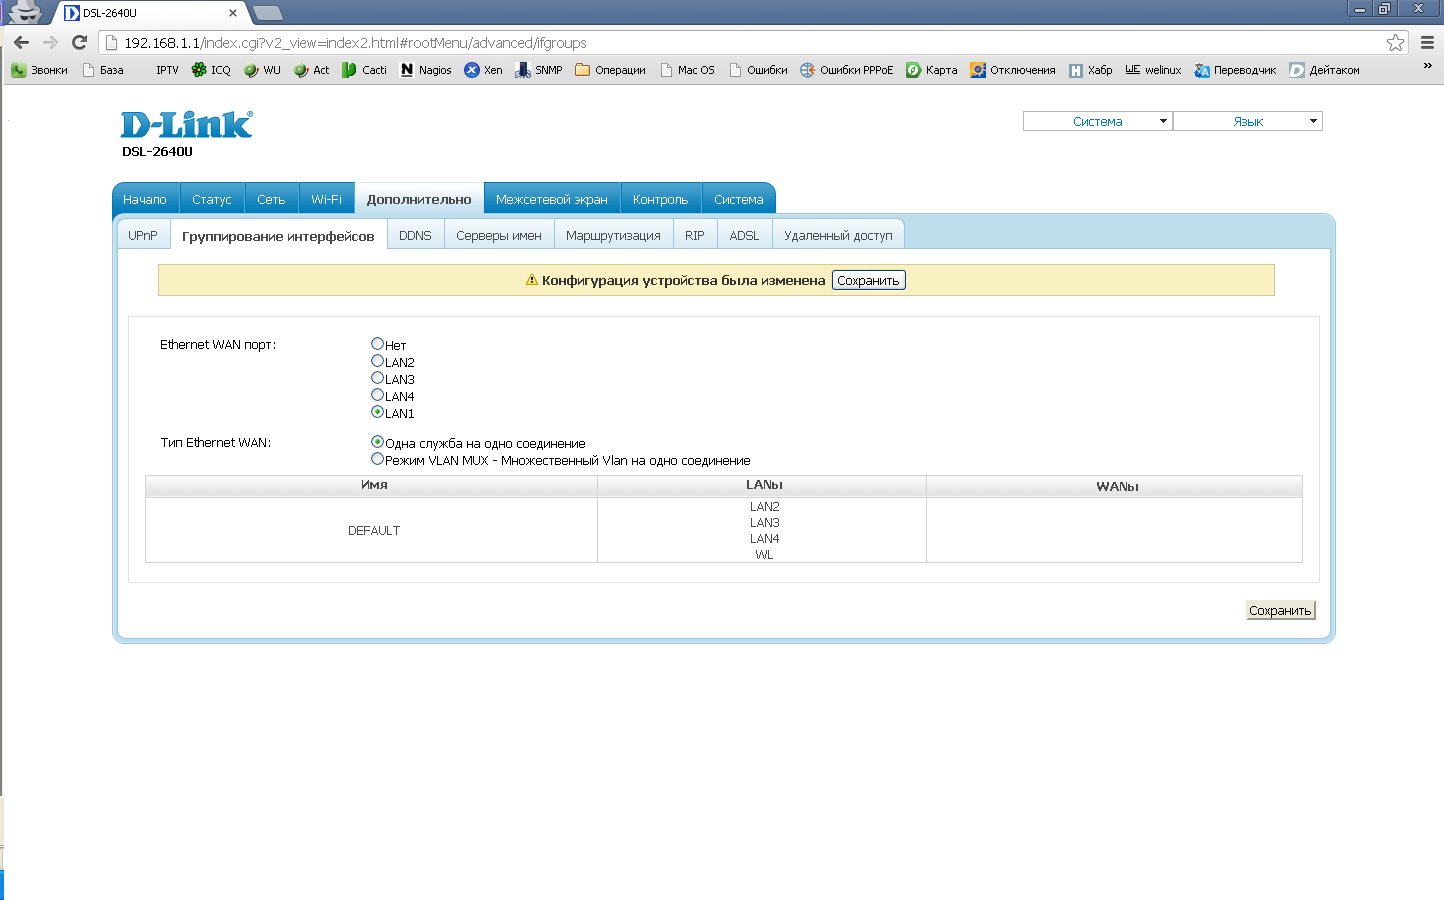 DSL-2640U
192.168.1.1/index.cgi?v2_view=index2.html#rootMenu/advanced/ifgroups
Звонки База IPTV ICQ WU Act Cacti Nagios Xen SNMP Операции Mac OS Ошибки Ошибки PPPoE Карта Отключения Хабр welinux Переводчик Дейтаком »
D-Link®
DSL-2640U
Система Язык
Начало Статус Сеть Wi-Fi Дополнительно Межсетевой экран Контроль Система
UPnP Группирование интерфейсов DDNS Серверы имен Маршрутизация RIP ADSL Удаленный доступ
Конфигурация устройства была изменена Сохранить
Ethernet WAN порт: Нет
LAN2
LAN3
LAN4
LAN1
Тип Ethernet WAN: Одна служба на одно соединение
Режим VLAN MUX - Множественный Vlan на одно соединение
Имя LANы WANы
DEFAULT
LAN2
LAN3
LAN4
WL
Сохранить